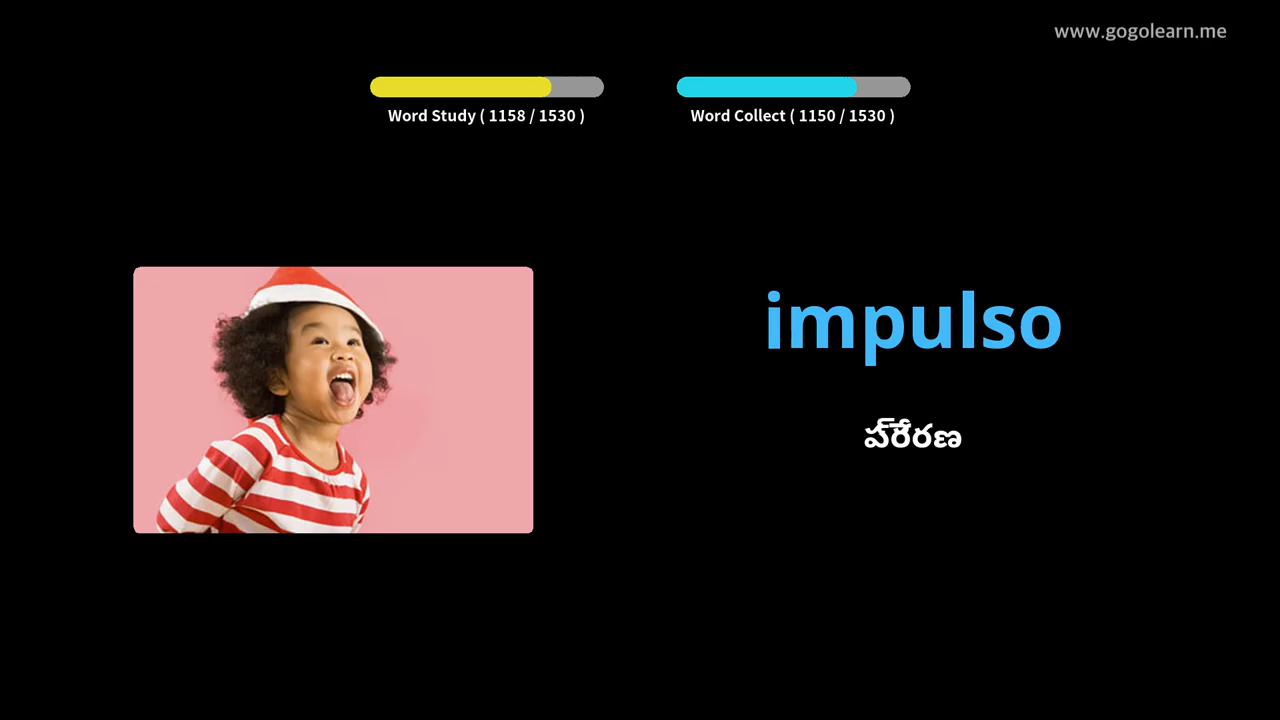 www.gogolearn.me
Word Study ( 1158 / 1530 )
Word Collect ( 1150 / 1530 )
impulso
ప్రేరణ